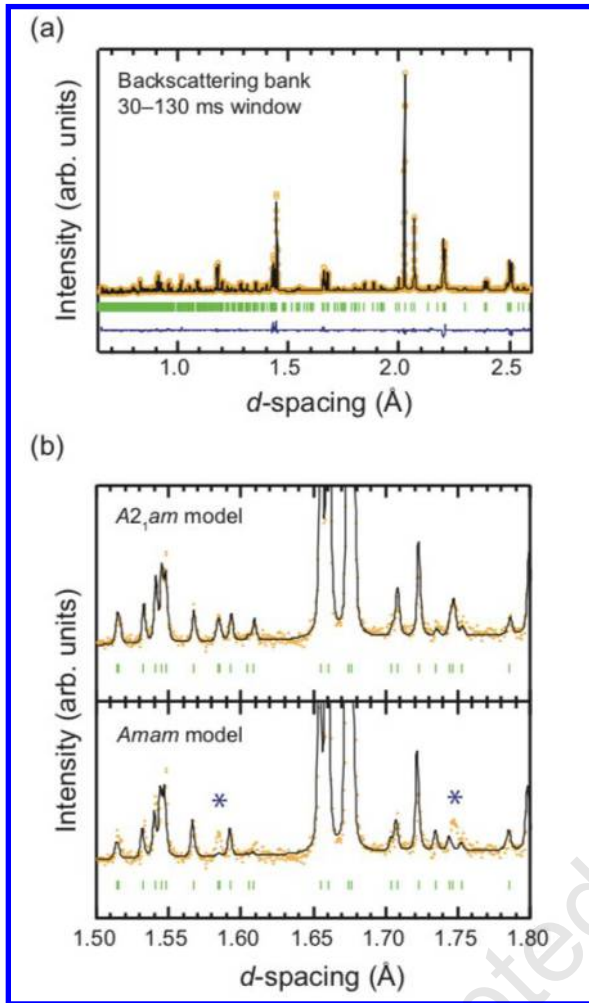 (a)
Backscattering bank
30–130 ms window
Intensity (arb. units)
1.0 1.5 2.0 2.5
d-spacing (Å)
(b)
A2₁am model
Amam model
*
*
Intensity (arb. units)
1.50 1.55 1.60 1.65 1.70 1.75 1.80
d-spacing (Å)